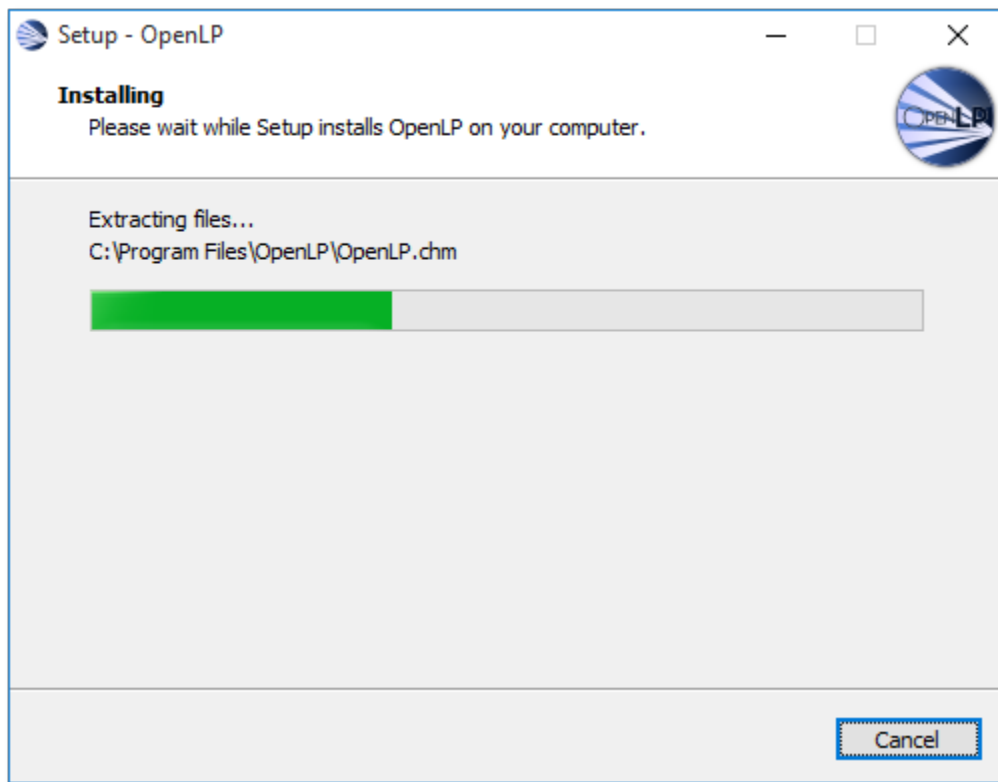 Setup - OpenLP
Installing
Please wait while Setup installs OpenLP on your computer.
OPENLP
Extracting files...
C:\Program Files\OpenLP\OpenLP.chm
Cancel